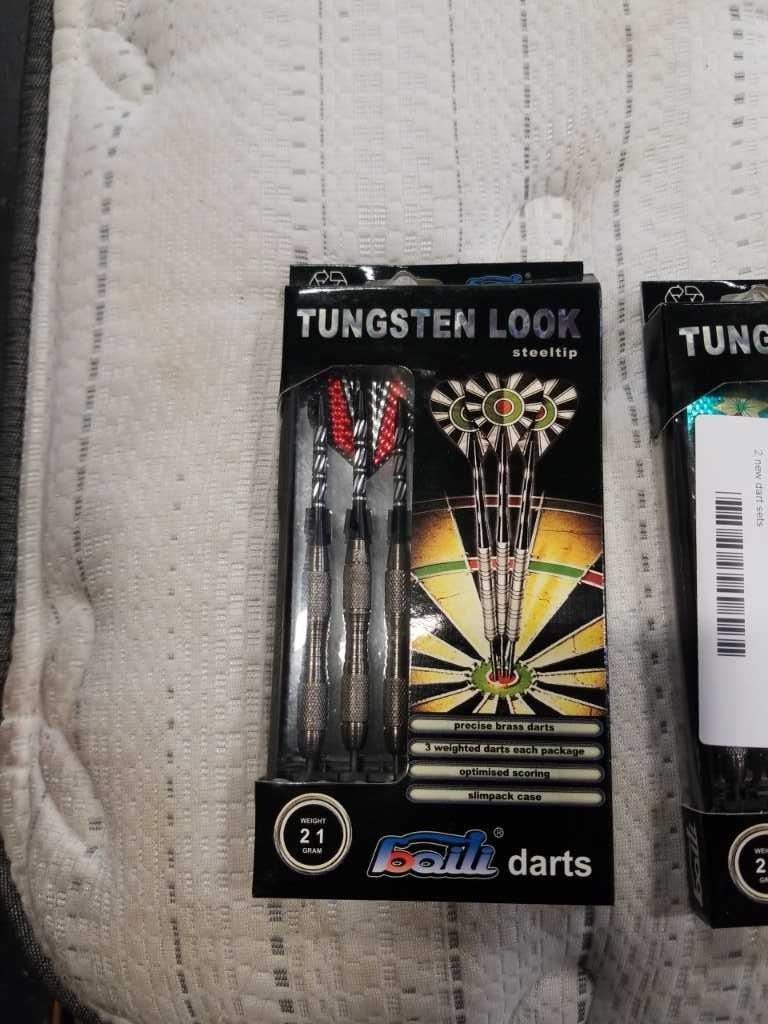 TUNGSTEN LOOK
steeltip
precise brass darts
3 weighted darts each package
optimised scoring
slimpack case
WEIGHT
21
GRAM
baili® darts
TUNG
2 new dart sets